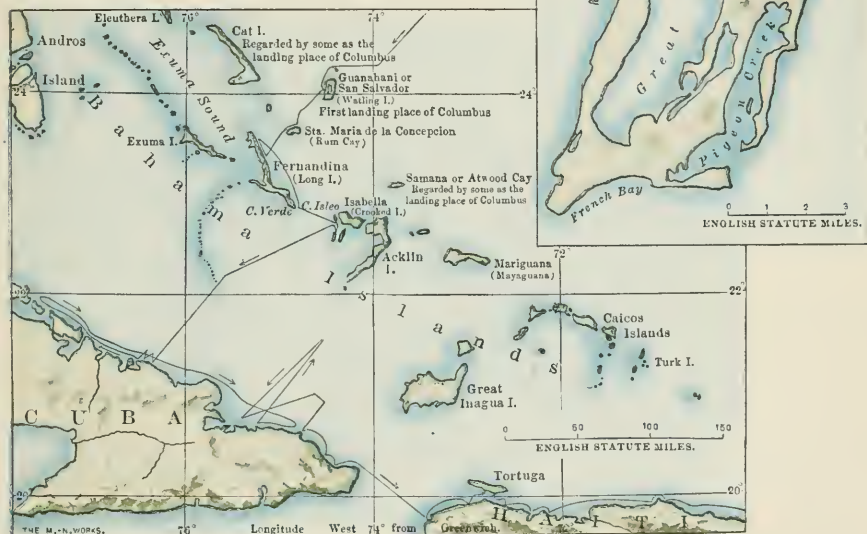 Eleuthera I.
76°
74°
Andros
Island
Exuma Sound
Cat I.
Regarded by some as the
landing place of Columbus
Guanahani or
San Salvador
(Watling I.)
First landing place of Columbus
24°
24°
Bahama
Islands
Exuma I.
Sta. Maria de la Concepcion
(Rum Cay)
Fernandina
(Long I.)
Samana or Atwood Cay
Regarded by some as the
landing place of Columbus
C. Verde
C. Isleo
Isabella
(Crooked I.)
Acklin
I.
Mariguana
(Mayaguana)
72°
22°
Caicos
Islands
Turk I.
Great
Inagua I.
0 50 100 150
ENGLISH STATUTE MILES.
CUBA
Tortuga
20°
20°
HAITI
THE M.-N. WORKS.
76°
Longitude West 74° from Greenwich.
Great
Pigeon Creek
French Bay
0 1 2 3
ENGLISH STATUTE MILES.